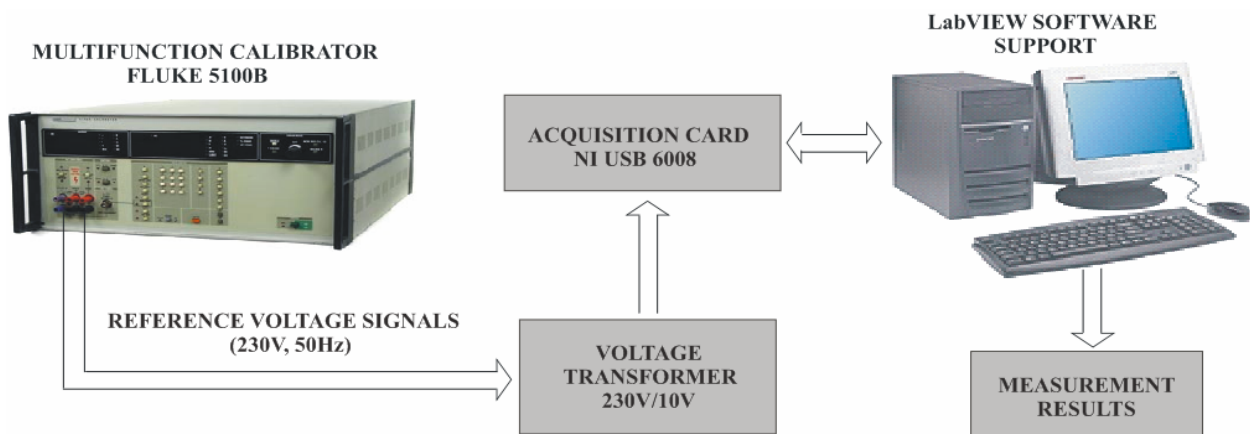 LabVIEW SOFTWARE
SUPPORT
MULTIFUNCTION CALIBRATOR
FLUKE 5100B
ACQUISITION CARD
NI USB 6008
REFERENCE VOLTAGE SIGNALS
(230V, 50Hz)
VOLTAGE
TRANSFORMER
230V/10V
MEASUREMENT
RESULTS